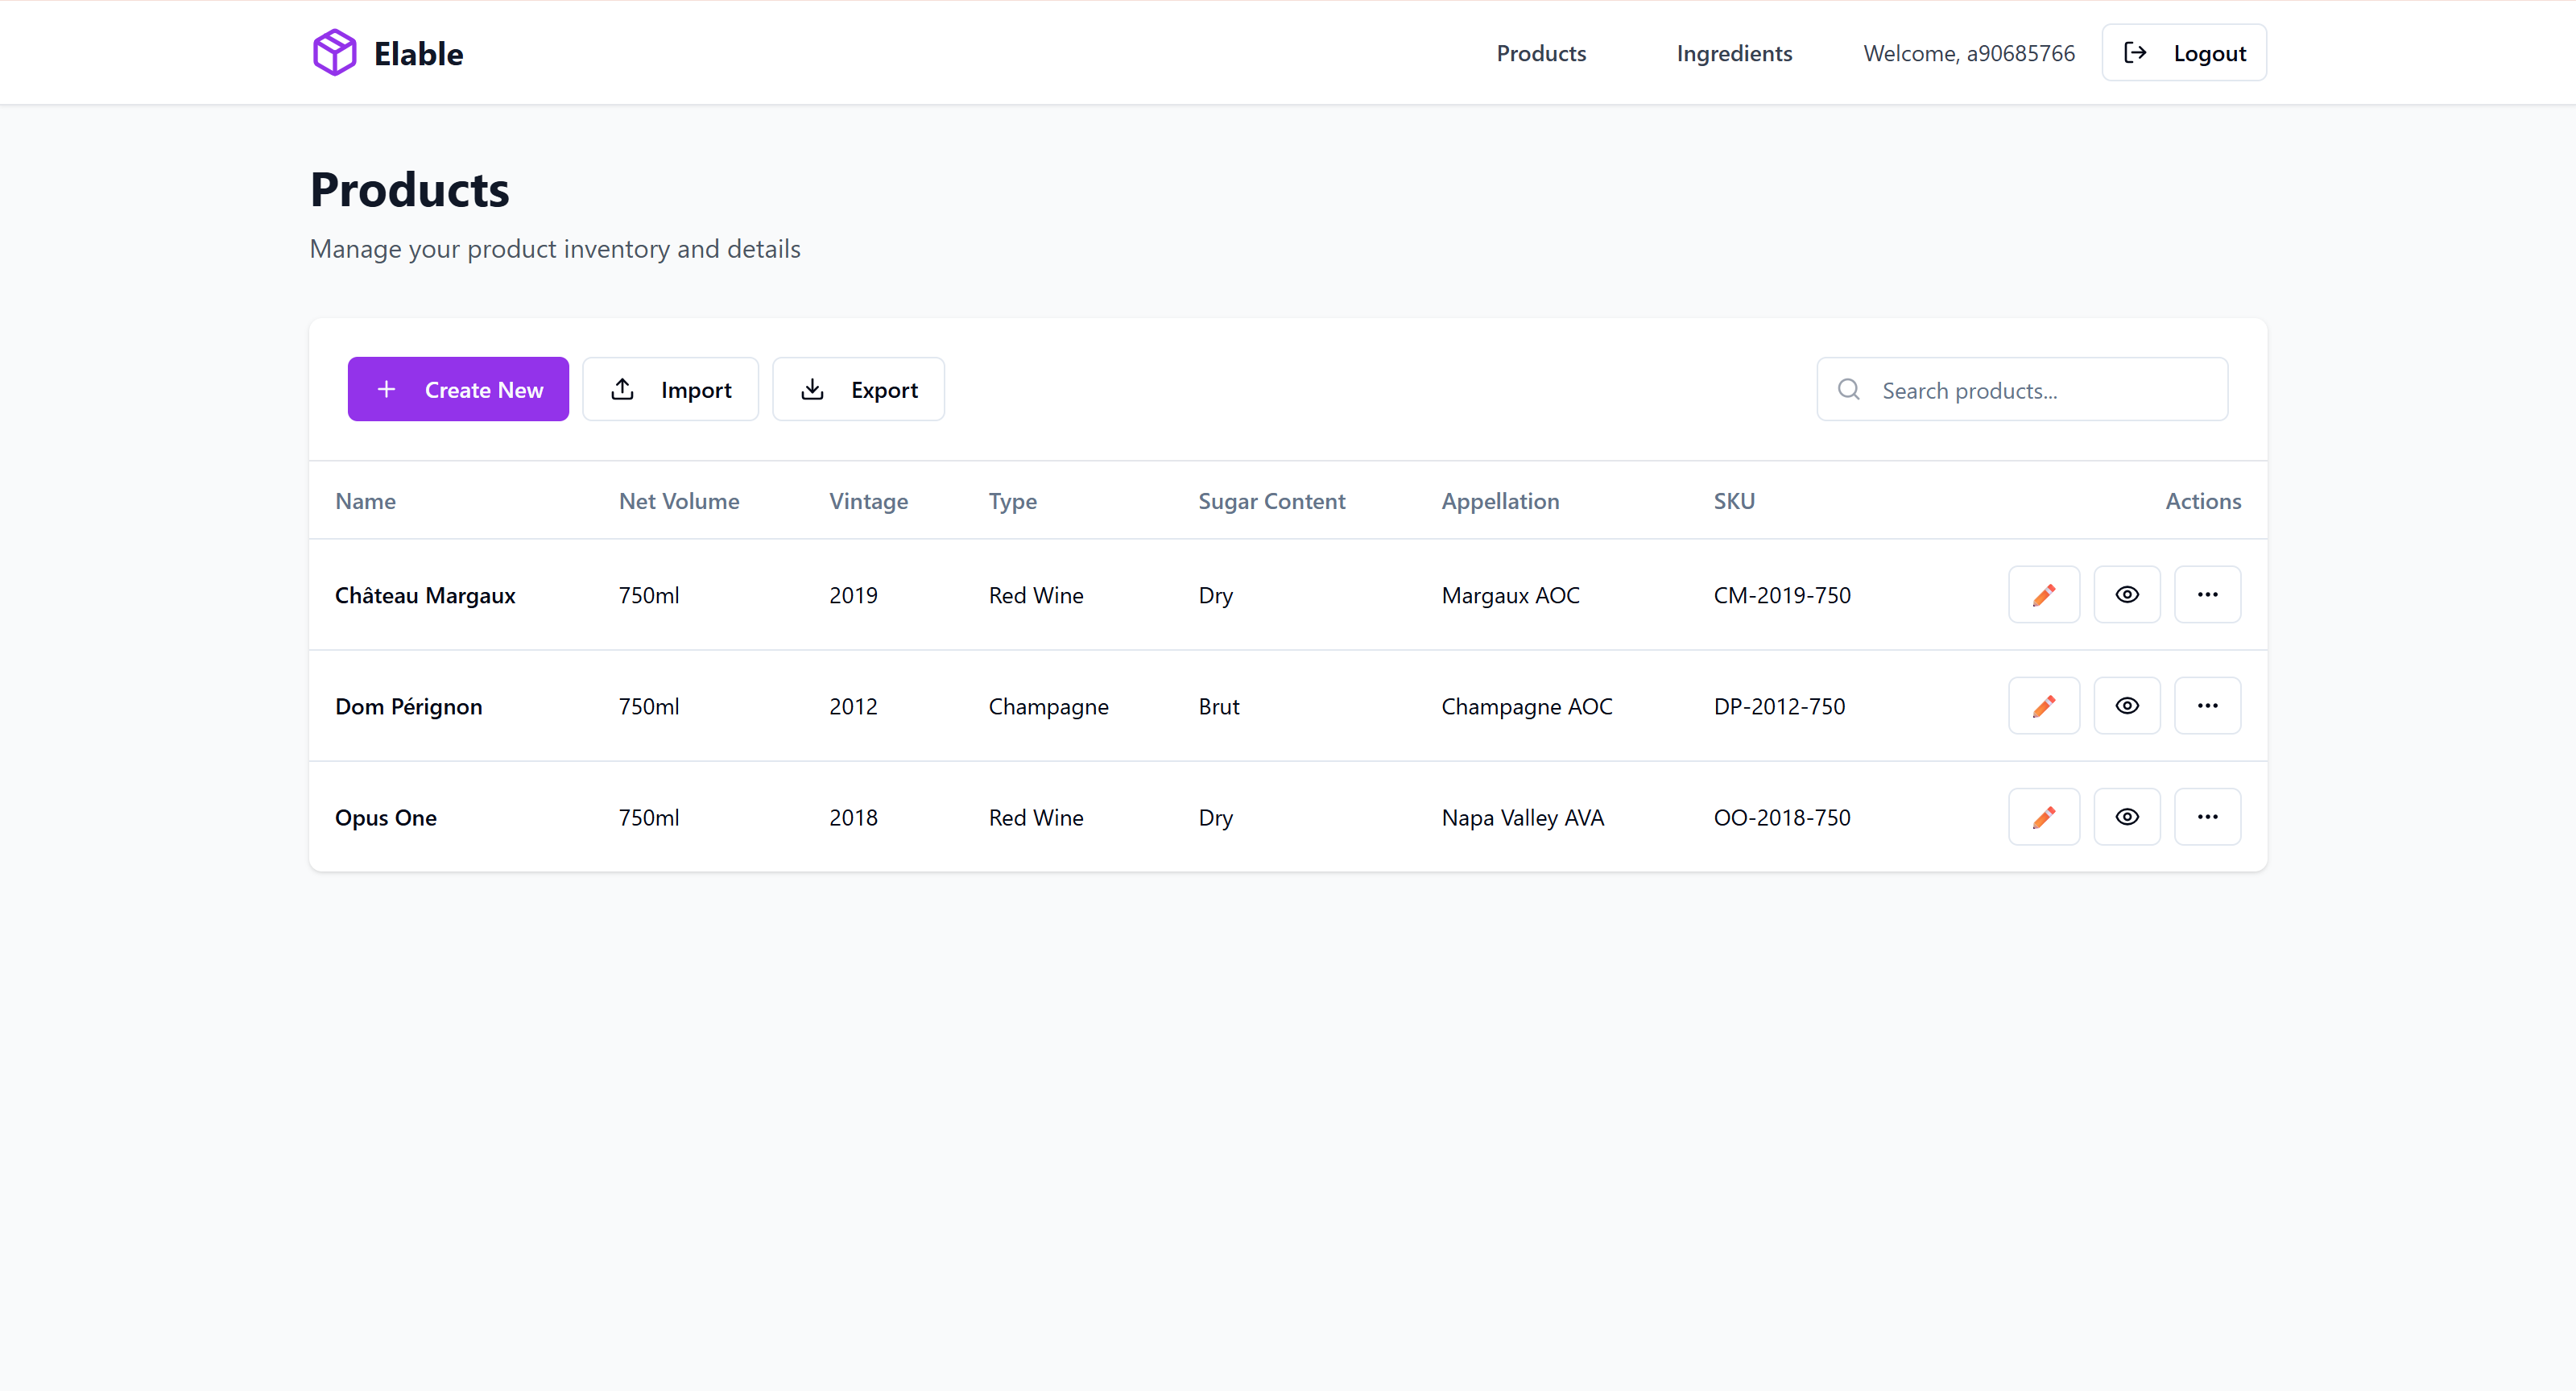 Elable
Products Ingredients Welcome, a90685766 Logout
Products
Manage your product inventory and details
Create New Import Export Search products...
Name Net Volume Vintage Type Sugar Content Appellation SKU Actions
Château Margaux 750ml 2019 Red Wine Dry Margaux AOC CM-2019-750
Dom Pérignon 750ml 2012 Champagne Brut Champagne AOC DP-2012-750
Opus One 750ml 2018 Red Wine Dry Napa Valley AVA OO-2018-750